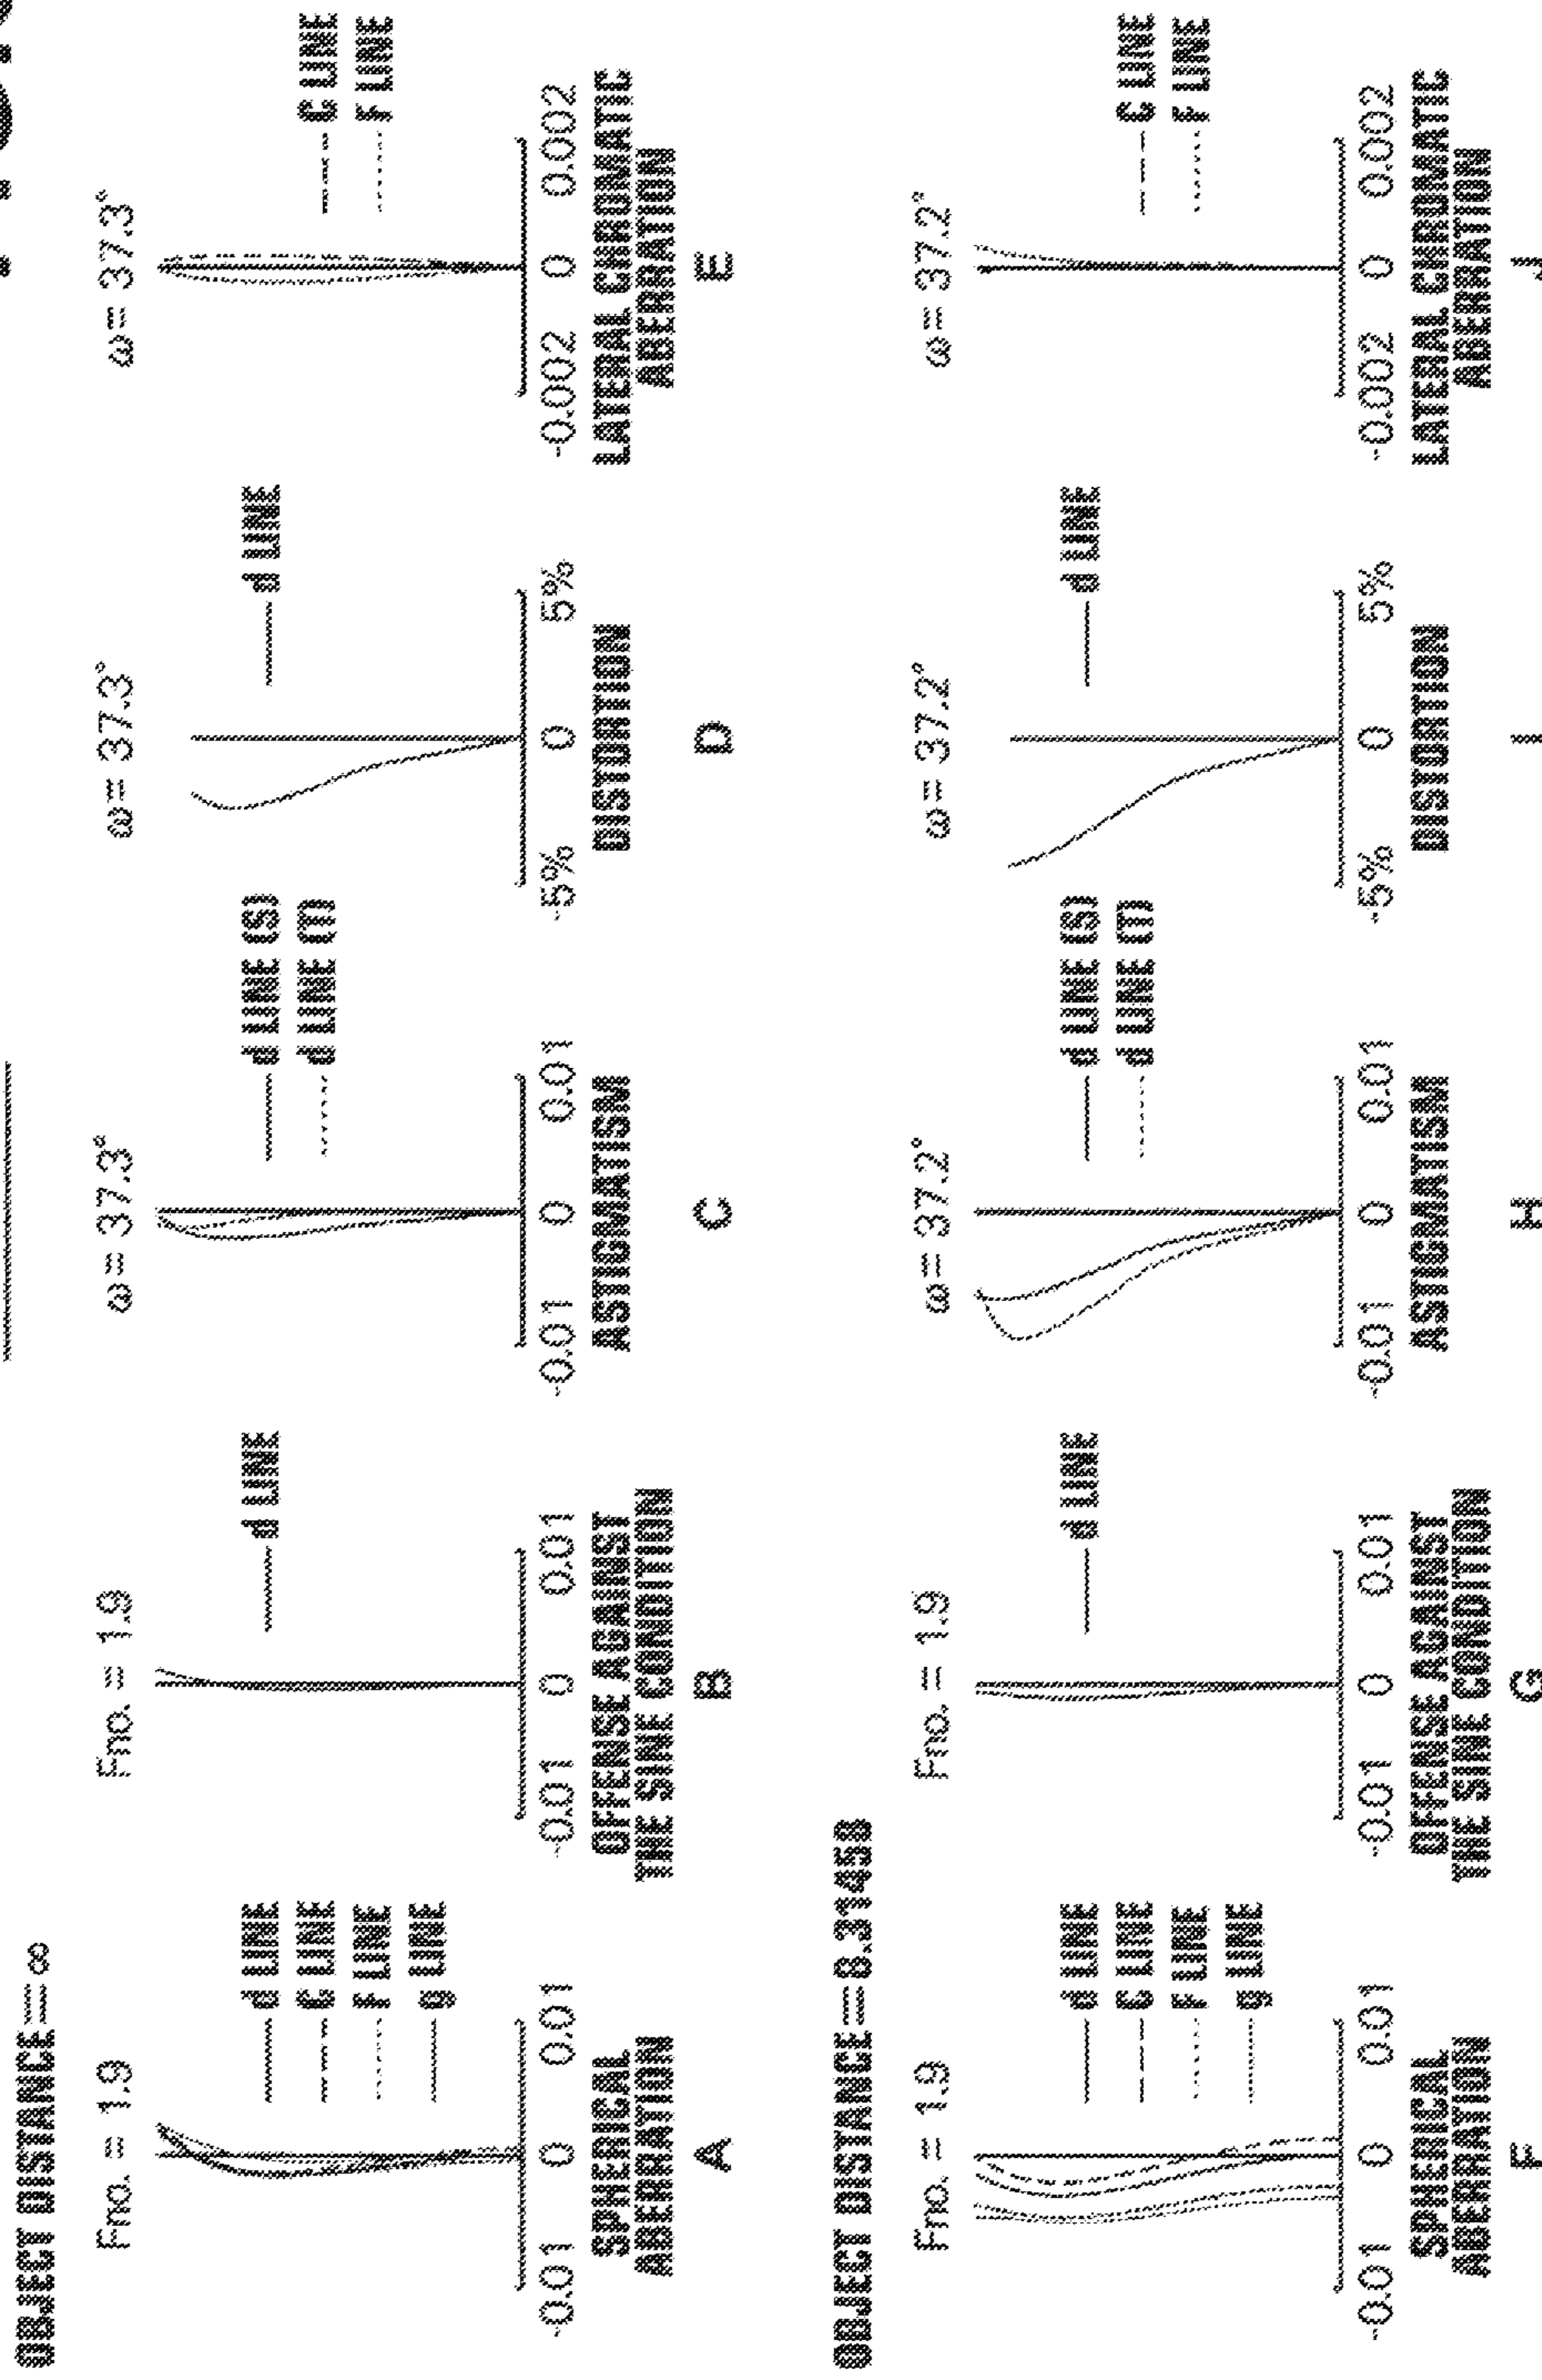 OBJECT DISTANCE=∞
Fno. = 1.9
d LINE
C LINE
F LINE
g LINE
-0.01 0 0.01
SPHERICAL
ABERRATION
A
Fno. = 1.9
d LINE
-0.01 0 0.01
OFFENSE AGAINST
THE SINE CONDITION
B
ω= 37.3°
d LINE (S)
d LINE (T)
-0.01 0 0.01
ASTIGMATISM
C
ω= 37.3°
d LINE
-5% 0 5%
DISTORTION
D
ω= 37.3°
C LINE
F LINE
-0.002 0 0.002
LATERAL CHROMATIC
ABERRATION
E
OBJECT DISTANCE=8.31458
Fno. = 1.9
d LINE
C LINE
F LINE
g LINE
-0.01 0 0.01
SPHERICAL
ABERRATION
F
Fno. = 1.9
d LINE
-0.01 0 0.01
OFFENSE AGAINST
THE SINE CONDITION
G
ω= 37.2°
d LINE (S)
d LINE (T)
-0.01 0 0.01
ASTIGMATISM
H
ω= 37.2°
d LINE
-5% 0 5%
DISTORTION
I
ω= 37.2°
C LINE
F LINE
-0.002 0 0.002
LATERAL CHROMATIC
ABERRATION
J